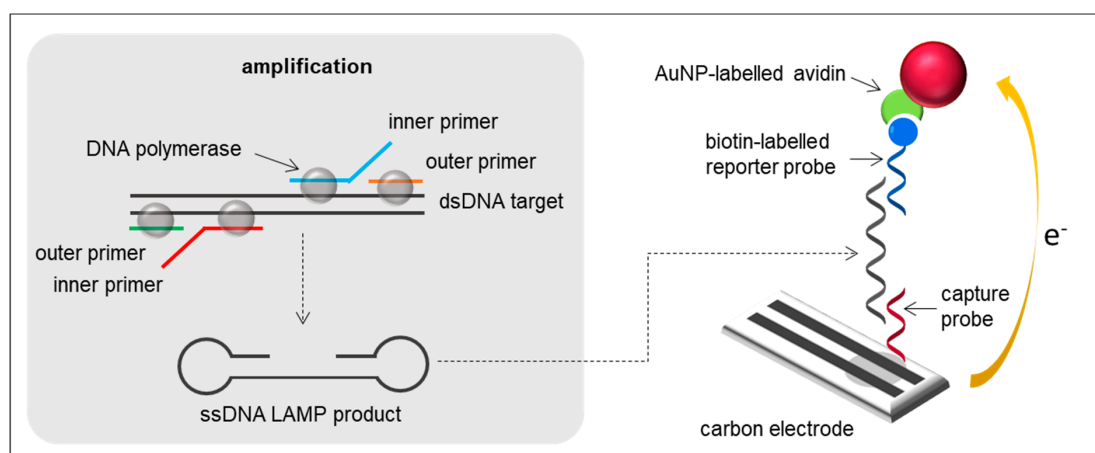 amplification
inner primer
DNA polymerase
outer primer
dsDNA target
outer primer
inner primer
ssDNA LAMP product
AuNP-labelled avidin
biotin-labelled
reporter probe
e-
capture
probe
carbon electrode